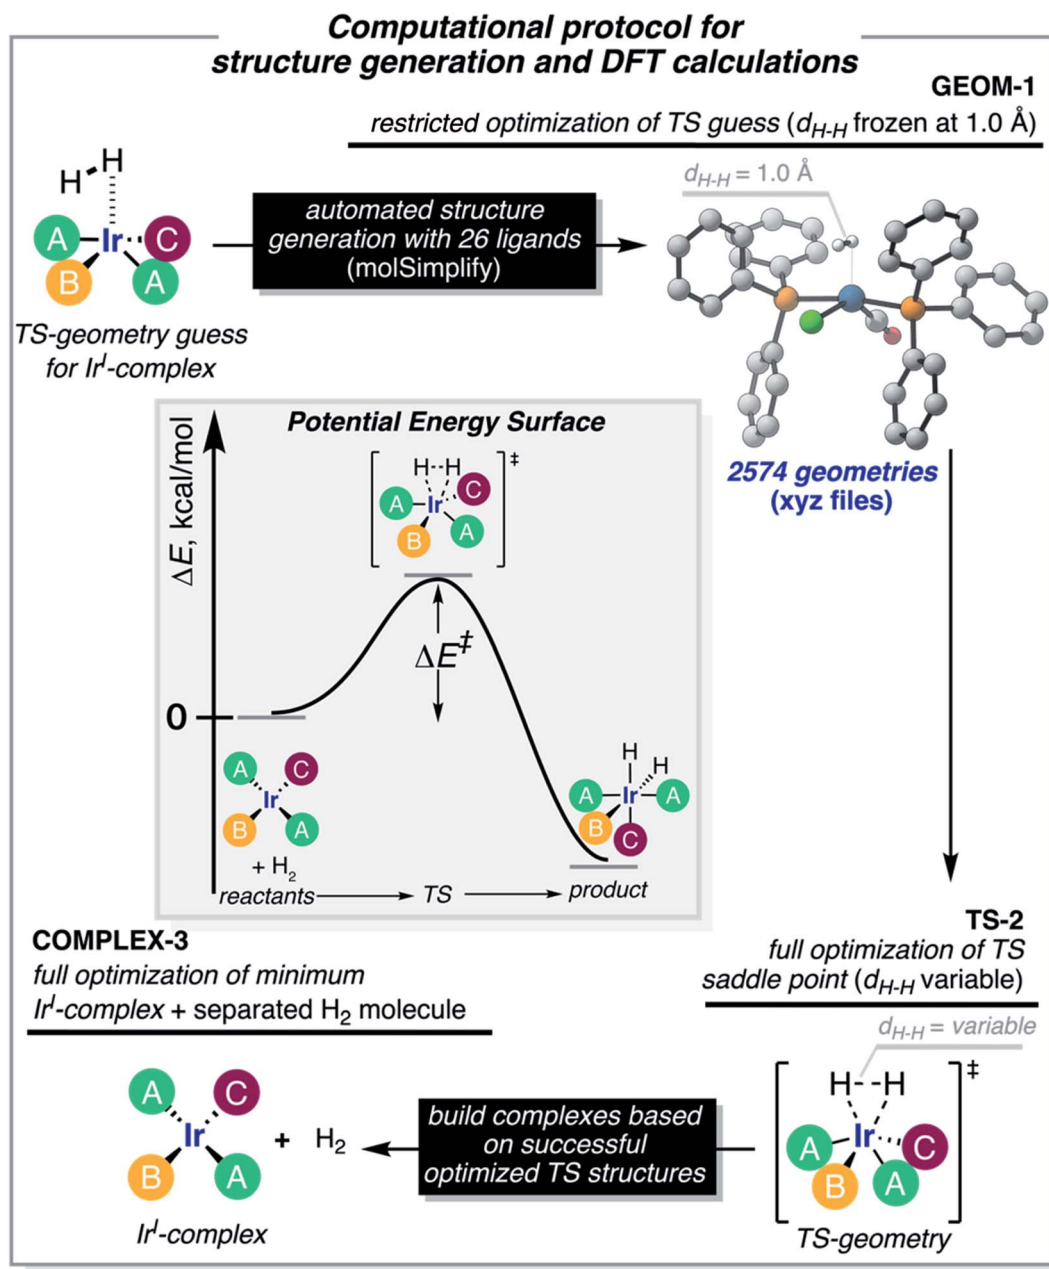 Computational protocol for
structure generation and DFT calculations
GEOM-1
restricted optimization of TS guess (dH-H frozen at 1.0 Å)
H
H
A
Ir
C
B
A
TS-geometry guess
for IrI-complex
automated structure
generation with 26 ligands
(molSimplify)
dH-H = 1.0 Å
2574 geometries
(xyz files)
Potential Energy Surface
ΔE, kcal/mol
H--H
‡
A
Ir
C
B
A
ΔE‡
0
A
C
Ir
B
A
+ H2
H
H
A
Ir
A
B
C
reactants
TS
product
COMPLEX-3
full optimization of minimum
IrI-complex + separated H2 molecule
TS-2
full optimization of TS
saddle point (dH-H variable)
dH-H = variable
A
C
Ir
B
A
+ H2
IrI-complex
build complexes based
on successful
optimized TS structures
H--H
‡
A
Ir
C
B
A
TS-geometry